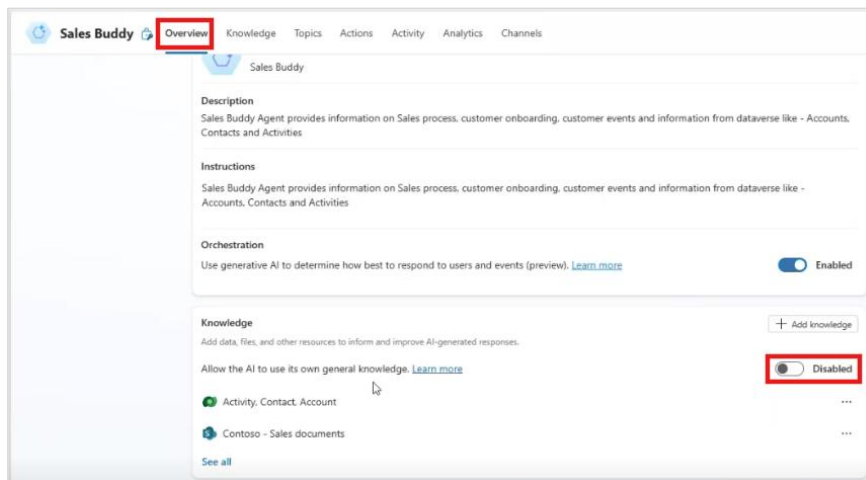 Sales Buddy Overview Knowledge Topics Actions Activity Analytics Channels
Sales Buddy
Description
Sales Buddy Agent provides information on Sales process, customer onboarding, customer events and information from dataverse like - Accounts,
Contacts and Activities
Instructions
Sales Buddy Agent provides information on Sales process, customer onboarding, customer events and information from dataverse like -
Accounts, Contacts and Activities
Orchestration
Use generative AI to determine how best to respond to users and events (preview). Learn more Enabled
Knowledge + Add knowledge
Add data, files, and other resources to inform and improve AI-generated responses.
Allow the AI to use its own general knowledge. Learn more Disabled
Activity, Contact, Account ...
Contoso - Sales documents ...
See all